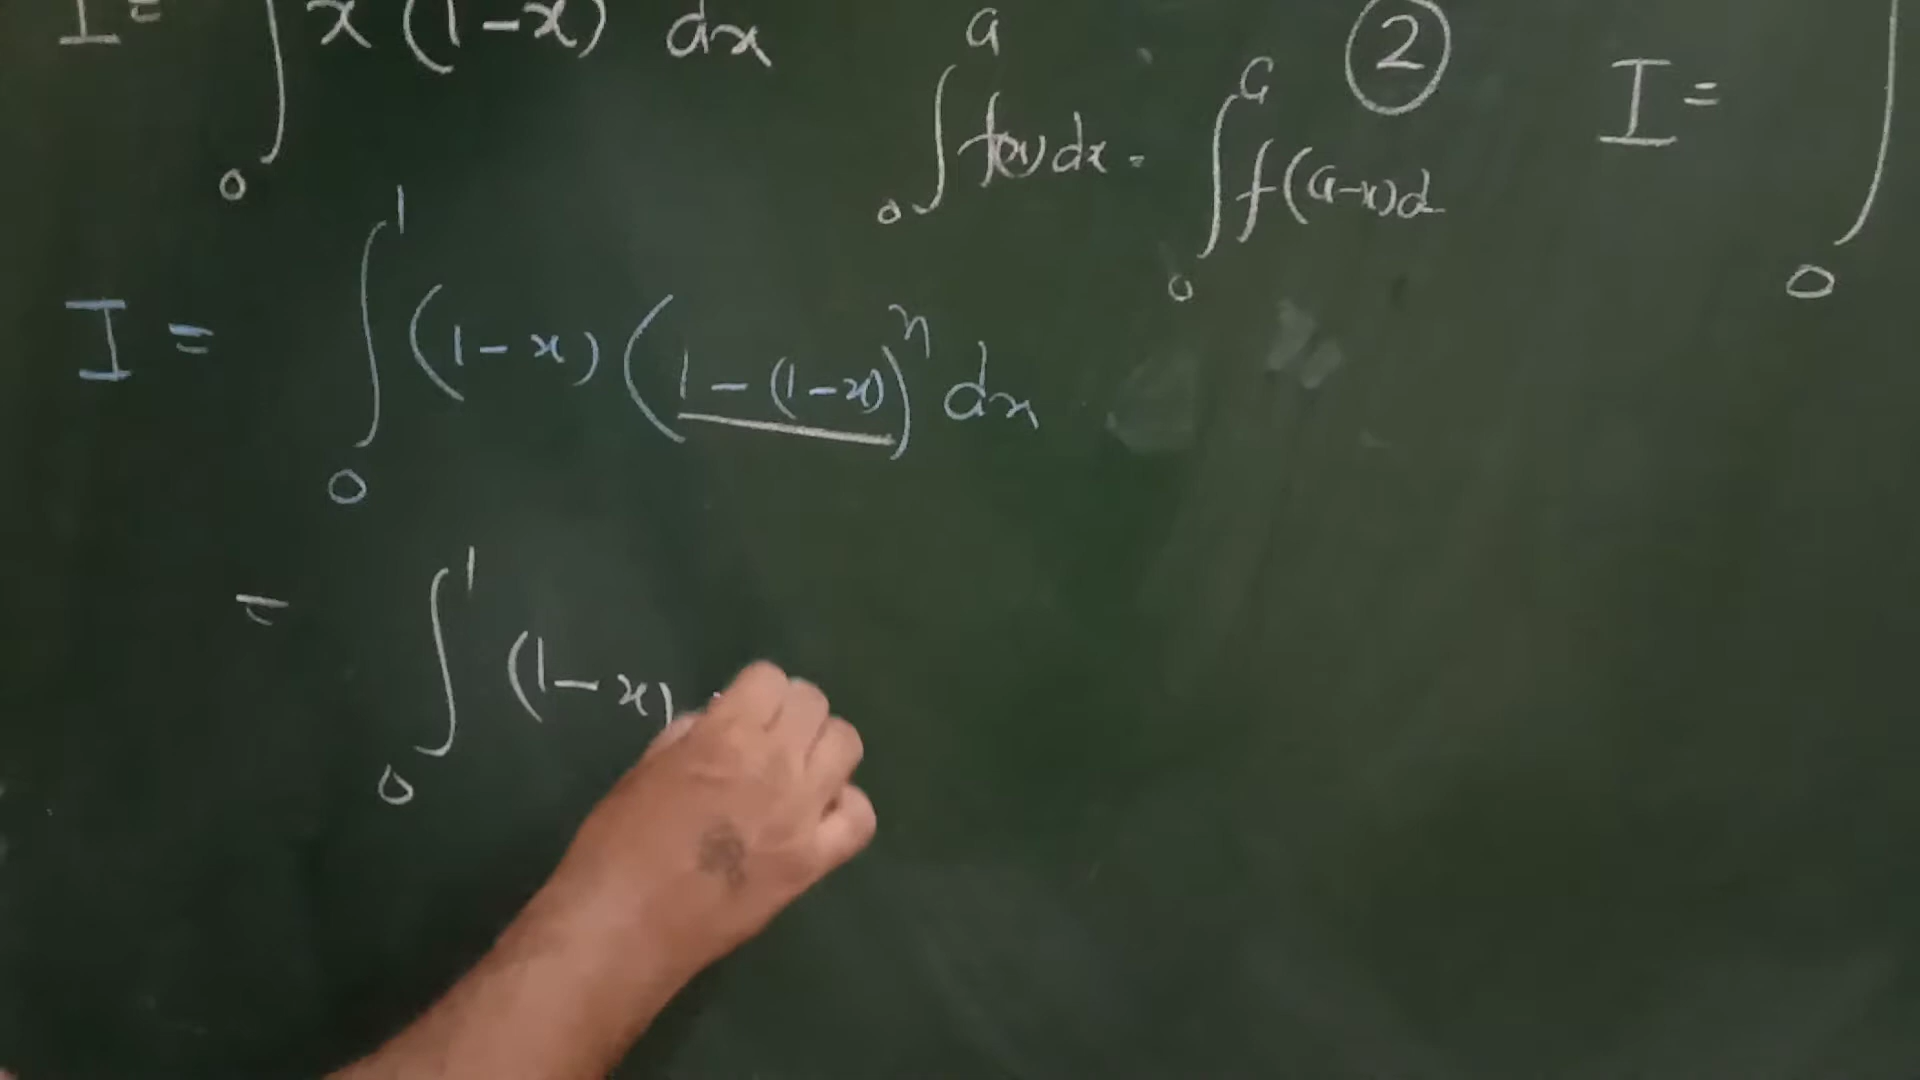 I = ∫₀ x (1-x) dx
∫₀ᵃ f(x) dx = ∫₀ᵃ f(a-x) d
②
I = ∫₀
I = ∫₀¹ (1-x) (1-(1-x))ⁿ dx
= ∫₀¹ (1-x)